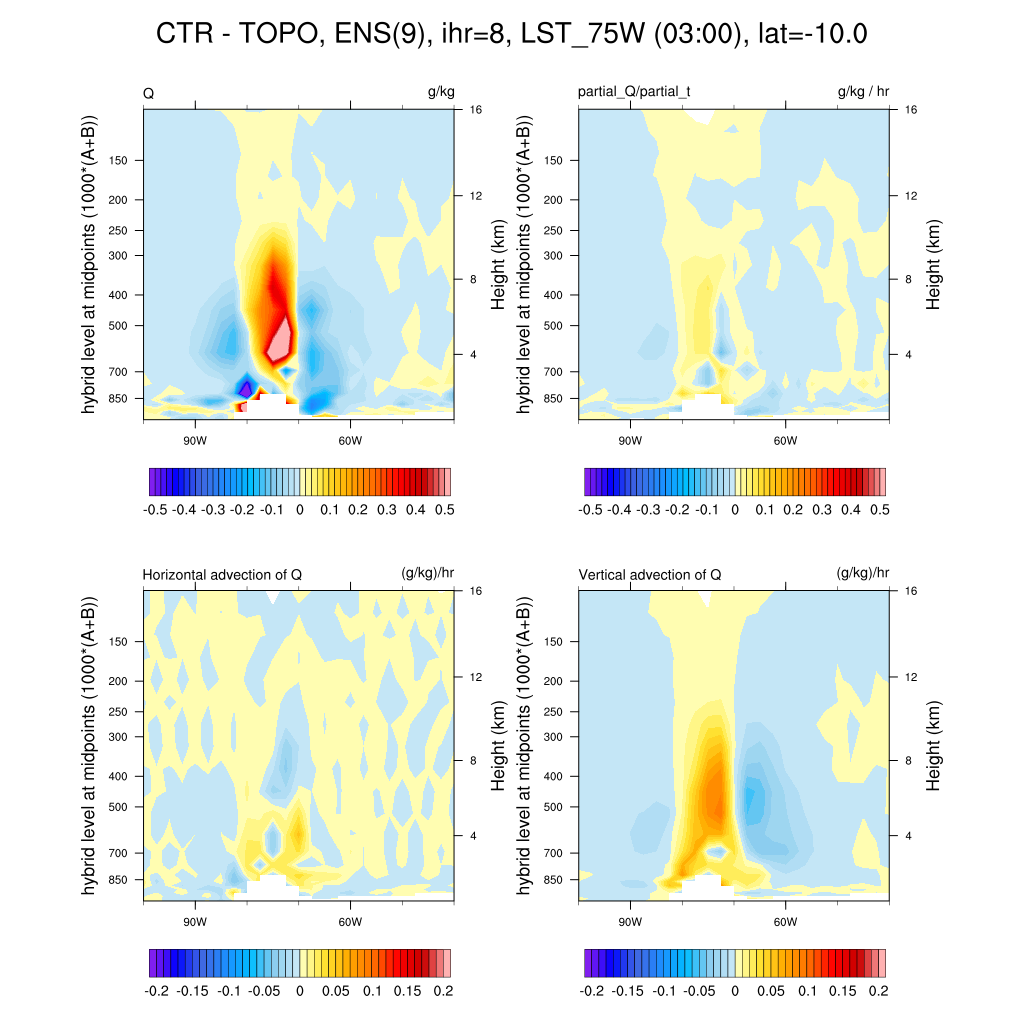 CTR - TOPO, ENS(9), ihr=8, LST_75W (03:00), lat=-10.0
Q g/kg
hybrid level at midpoints (1000*(A+B))
150
200
250
300
400
500
700
850
16
12
8
4
Height (km)
90W 60W
-0.5 -0.4 -0.3 -0.2 -0.1 0 0.1 0.2 0.3 0.4 0.5
partial_Q/partial_t g/kg / hr
hybrid level at midpoints (1000*(A+B))
150
200
250
300
400
500
700
850
16
12
8
4
Height (km)
90W 60W
-0.5 -0.4 -0.3 -0.2 -0.1 0 0.1 0.2 0.3 0.4 0.5
Horizontal advection of Q (g/kg)/hr
hybrid level at midpoints (1000*(A+B))
150
200
250
300
400
500
700
850
16
12
8
4
Height (km)
90W 60W
-0.2 -0.15 -0.1 -0.05 0 0.05 0.1 0.15 0.2
Vertical advection of Q (g/kg)/hr
hybrid level at midpoints (1000*(A+B))
150
200
250
300
400
500
700
850
16
12
8
4
Height (km)
90W 60W
-0.2 -0.15 -0.1 -0.05 0 0.05 0.1 0.15 0.2